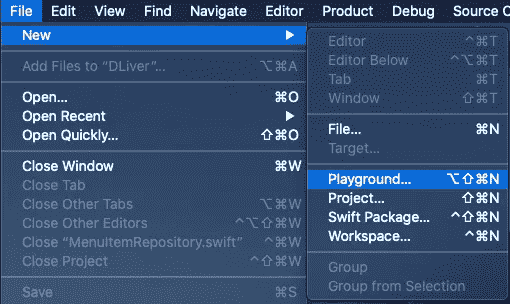 File Edit View Find Navigate Editor Product Debug Source C
New ▶
Add Files to “DLiver”... ⌥⌘A
Open... ⌘O
Open Recent ▶
Open Quickly... ⇧⌘O
Close Window ⌘W
Close Tab
Close Other Tabs ⌥⌘W
Close Other Editors ^⌥⇧⌘W
Close “MenuItemRepository.swift” ^⌘W
Close Project ^⇧⌘W
Save ⌘S
Editor ^⌘T
Editor Below ^⌥⌘T
Tab ⌘T
Window ⇧⌘T
File... ⌘N
Target...
Playground... ⌥⇧⌘N
Project... ⇧⌘N
Swift Package... ^⇧⌘N
Workspace... ^⌘N
Group
Group from Selection